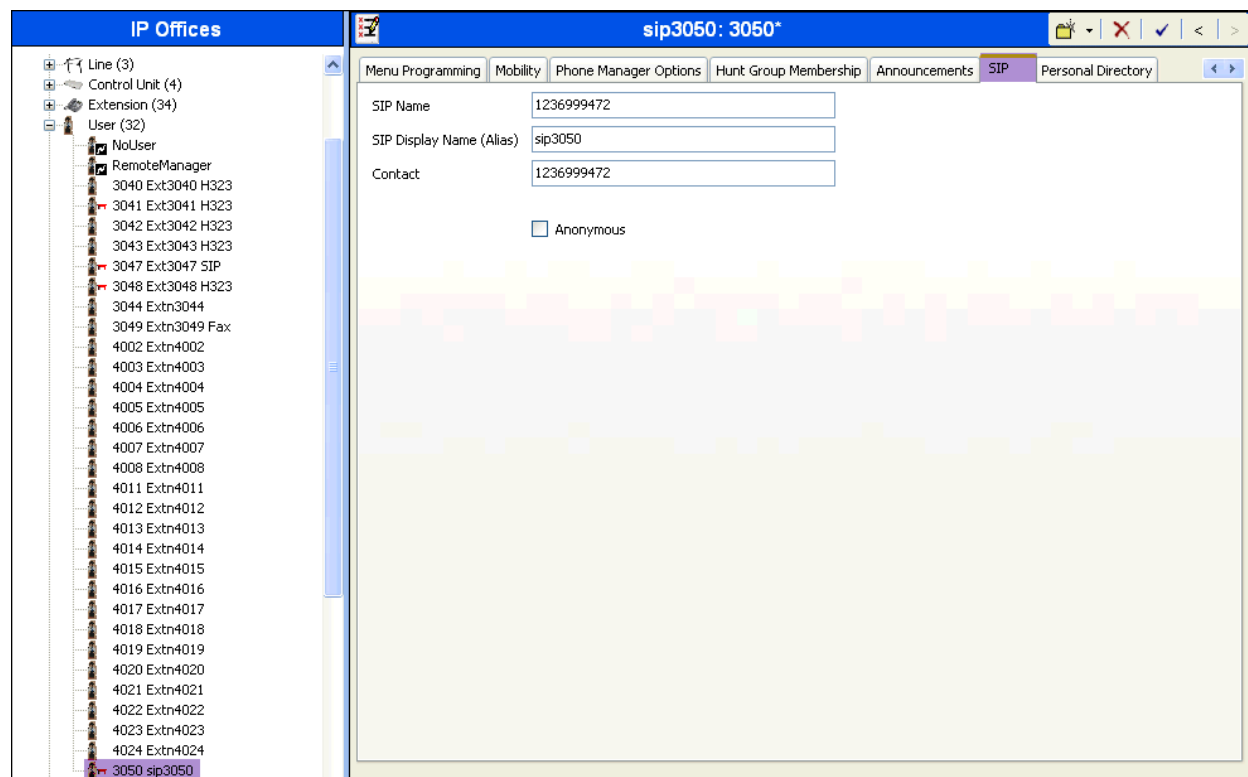 IP Offices
Line (3)
Control Unit (4)
Extension (34)
User (32)
NoUser
RemoteManager
3040 Ext3040 H323
3041 Ext3041 H323
3042 Ext3042 H323
3043 Ext3043 H323
3047 Ext3047 SIP
3048 Ext3048 H323
3044 Extn3044
3049 Extn3049 Fax
4002 Extn4002
4003 Extn4003
4004 Extn4004
4005 Extn4005
4006 Extn4006
4007 Extn4007
4008 Extn4008
4011 Extn4011
4012 Extn4012
4013 Extn4013
4014 Extn4014
4015 Extn4015
4016 Extn4016
4017 Extn4017
4018 Extn4018
4019 Extn4019
4020 Extn4020
4021 Extn4021
4022 Extn4022
4023 Extn4023
4024 Extn4024
3050 sip3050
sip3050: 3050*
Menu Programming Mobility Phone Manager Options Hunt Group Membership Announcements SIP Personal Directory
SIP Name 1236999472
SIP Display Name (Alias) sip3050
Contact 1236999472
Anonymous